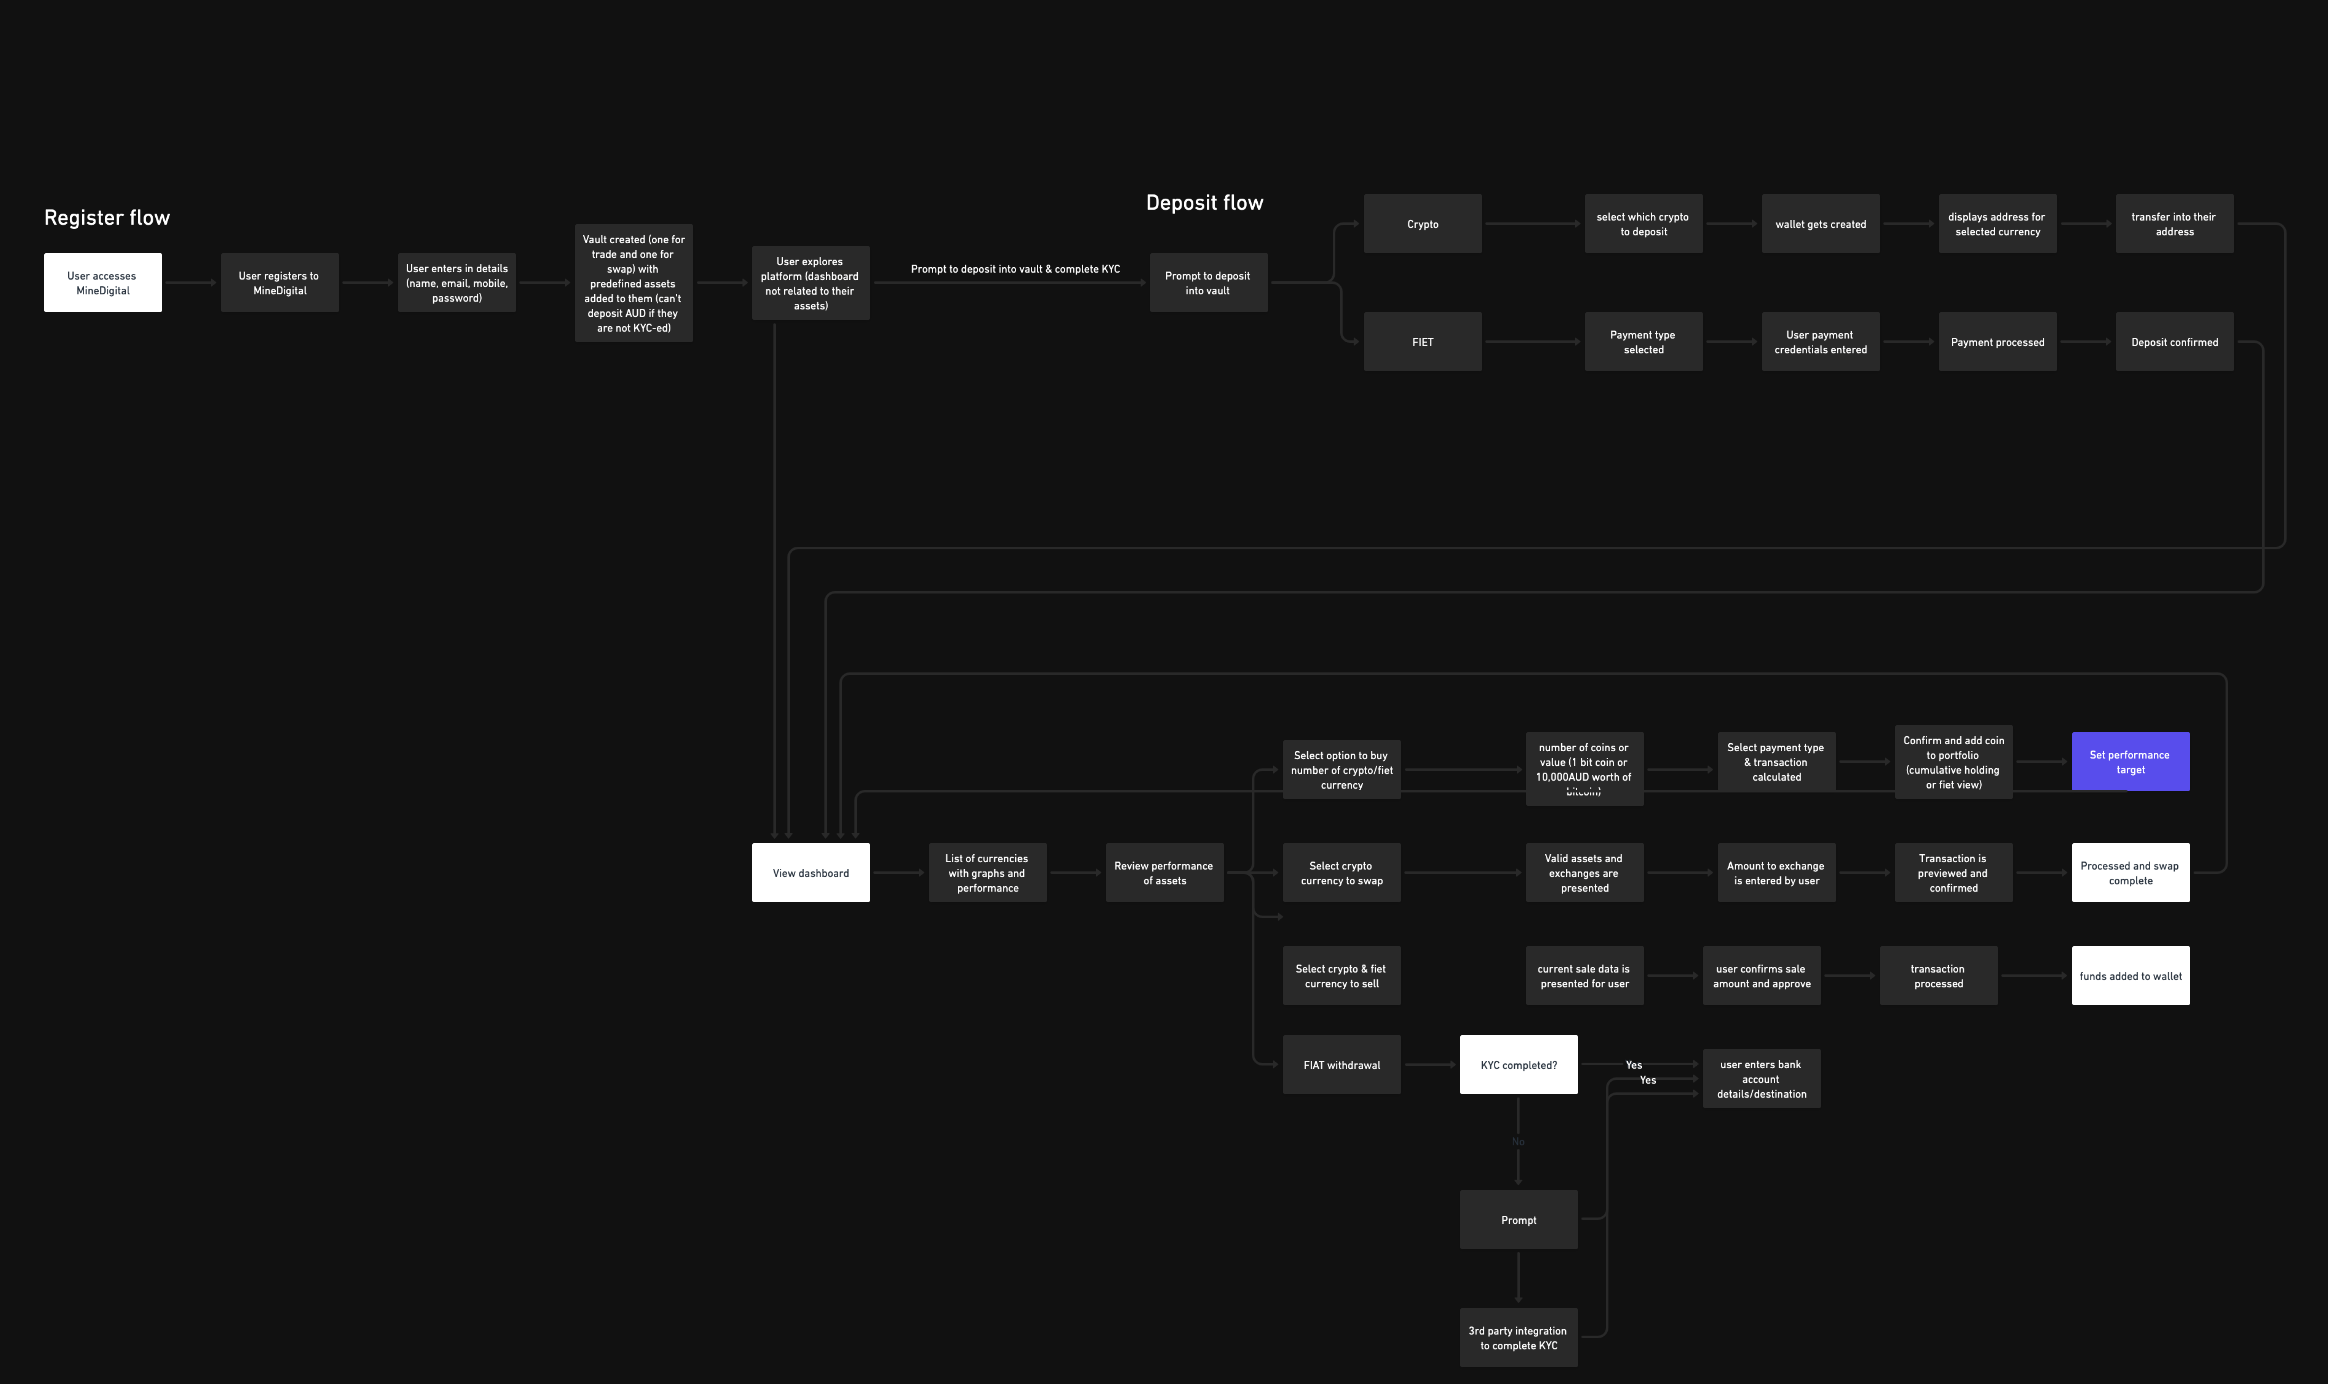 Register flow
User accesses
MineDigital
User registers to
MineDigital
User enters in details
(name, email, mobile,
password)
Vault created (one for
trade and one for
swap) with
predefined assets
added to them (can't
deposit AUD if they
are not KYC-ed)
User explores
platform (dashboard
not related to their
assets)
Prompt to deposit into vault & complete KYC
Deposit flow
Prompt to deposit
into vault
Crypto
select which crypto
to deposit
wallet gets created
displays address for
selected currency
transfer into their
address
FIET
Payment type
selected
User payment
credentials entered
Payment processed
Deposit confirmed
View dashboard
List of currencies
with graphs and
performance
Review performance
of assets
Select option to buy
number of crypto/fiet
currency
number of coins or
value (1 bit coin or
10,000AUD worth of
bitcoin)
Select payment type
& transaction
calculated
Confirm and add coin
to portfolio
(cumulative holding
or fiet view)
Set performance
target
Select crypto
currency to swap
Valid assets and
exchanges are
presented
Amount to exchange
is entered by user
Transaction is
previewed and
confirmed
Processed and swap
complete
Select crypto & fiet
currency to sell
current sale data is
presented for user
user confirms sale
amount and approve
transaction
processed
funds added to wallet
FIAT withdrawal
KYC completed?
Yes
Yes
user enters bank
account
details/destination
No
Prompt
3rd party integration
to complete KYC